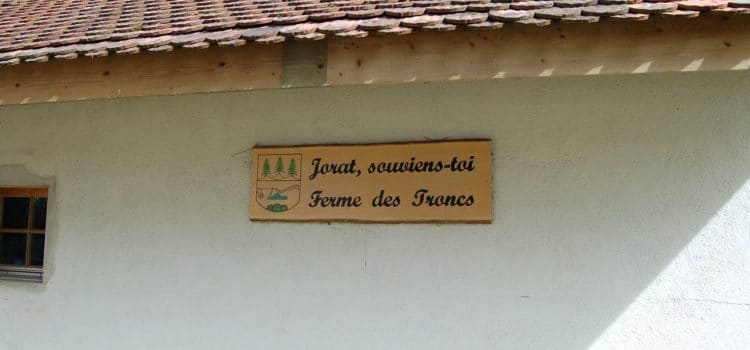 Jorat, souviens-toi
Ferme des Troncs